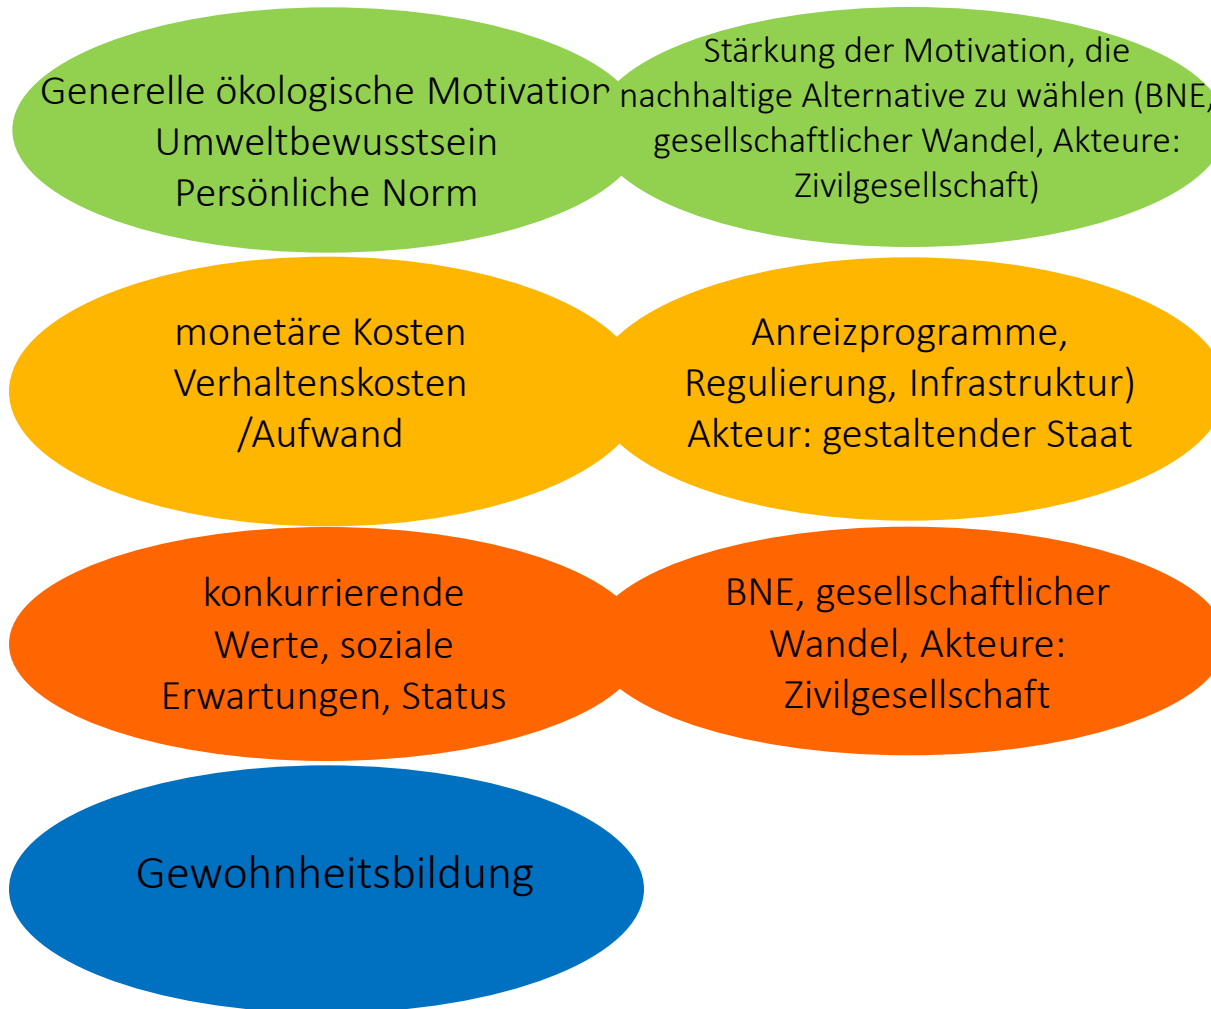 Generelle ökologische Motivation
Umweltbewusstsein
Persönliche Norm
Stärkung der Motivation, die
nachhaltige Alternative zu wählen (BNE,
gesellschaftlicher Wandel, Akteure:
Zivilgesellschaft)
monetäre Kosten
Verhaltenskosten
/Aufwand
Anreizprogramme,
Regulierung, Infrastruktur)
Akteur: gestaltender Staat
konkurrierende
Werte, soziale
Erwartungen, Status
BNE, gesellschaftlicher
Wandel, Akteure:
Zivilgesellschaft
Gewohnheitsbildung